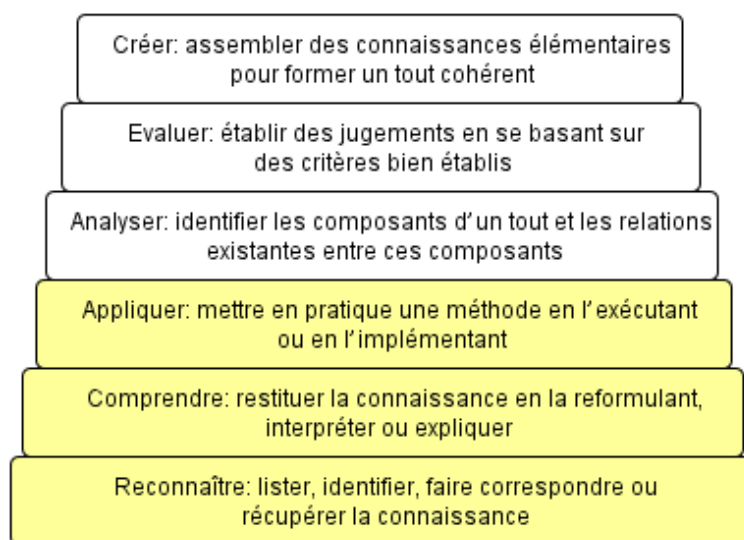 Créer: assembler des connaissances élémentaires
pour former un tout cohérent
Evaluer: établir des jugements en se basant sur
des critères bien établis
Analyser: identifier les composants d'un tout et les relations
existantes entre ces composants
Appliquer: mettre en pratique une méthode en l'exécutant
ou en l'implémentant
Comprendre: restituer la connaissance en la reformulant,
interpréter ou expliquer
Reconnaître: lister, identifier, faire correspondre ou
récupérer la connaissance